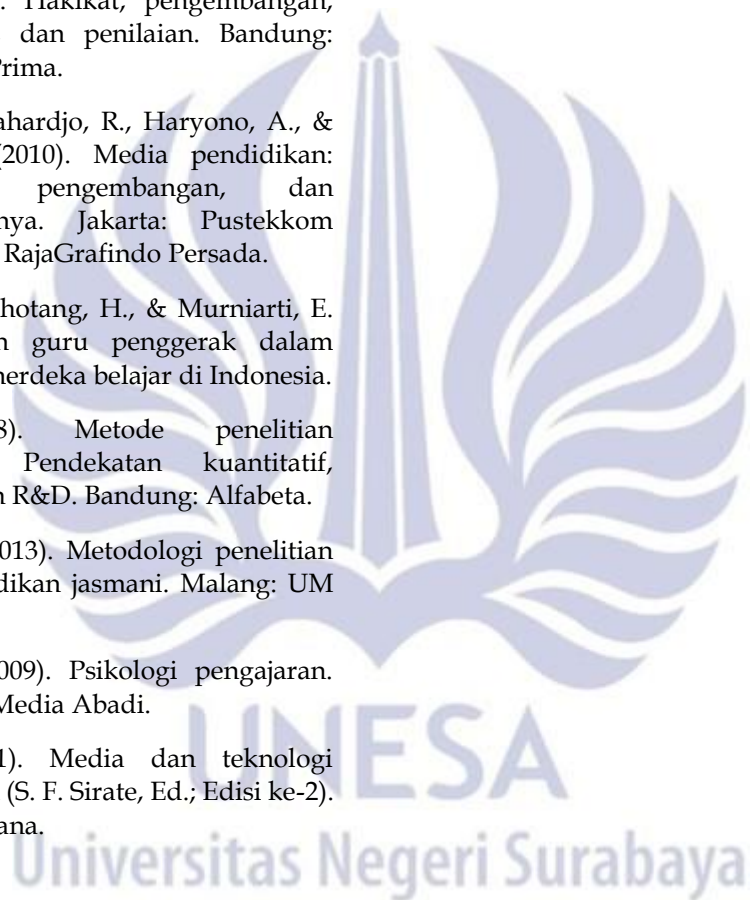 . Hakikat, pengembangan,
dan penilaian. Bandung:
Prima.
ahardjo, R., Haryono, A., &
(2010). Media pendidikan:
pengembangan, dan
nya. Jakarta: Pustekkom
RajaGrafindo Persada.
hotang, H., & Murniarti, E.
n guru penggerak dalam
merdeka belajar di Indonesia.
8). Metode penelitian
Pendekatan kuantitatif,
n R&D. Bandung: Alfabeta.
013). Metodologi penelitian
dikan jasmani. Malang: UM
009). Psikologi pengajaran.
Media Abadi.
1). Media dan teknologi
(S. F. Sirate, Ed.; Edisi ke-2).
ana.
UNESA
Universitas Negeri Surabaya